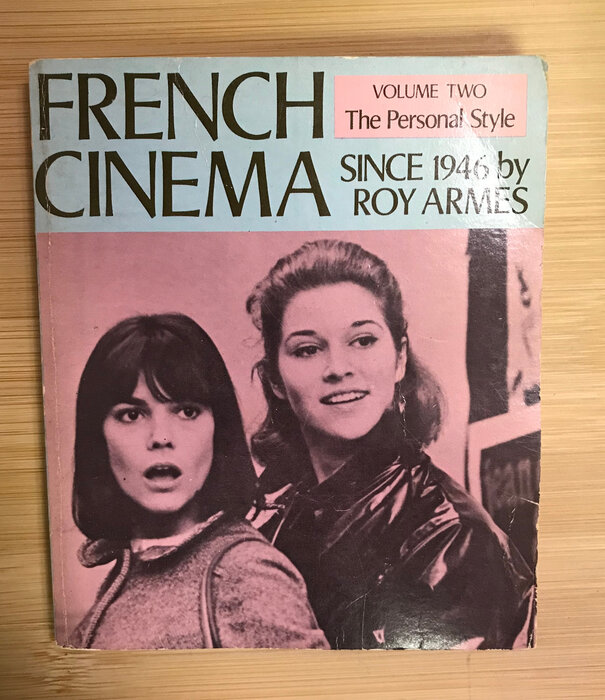 FRENCH
CINEMA
VOLUME TWO
The Personal Style
SINCE 1946 by
ROY ARMES